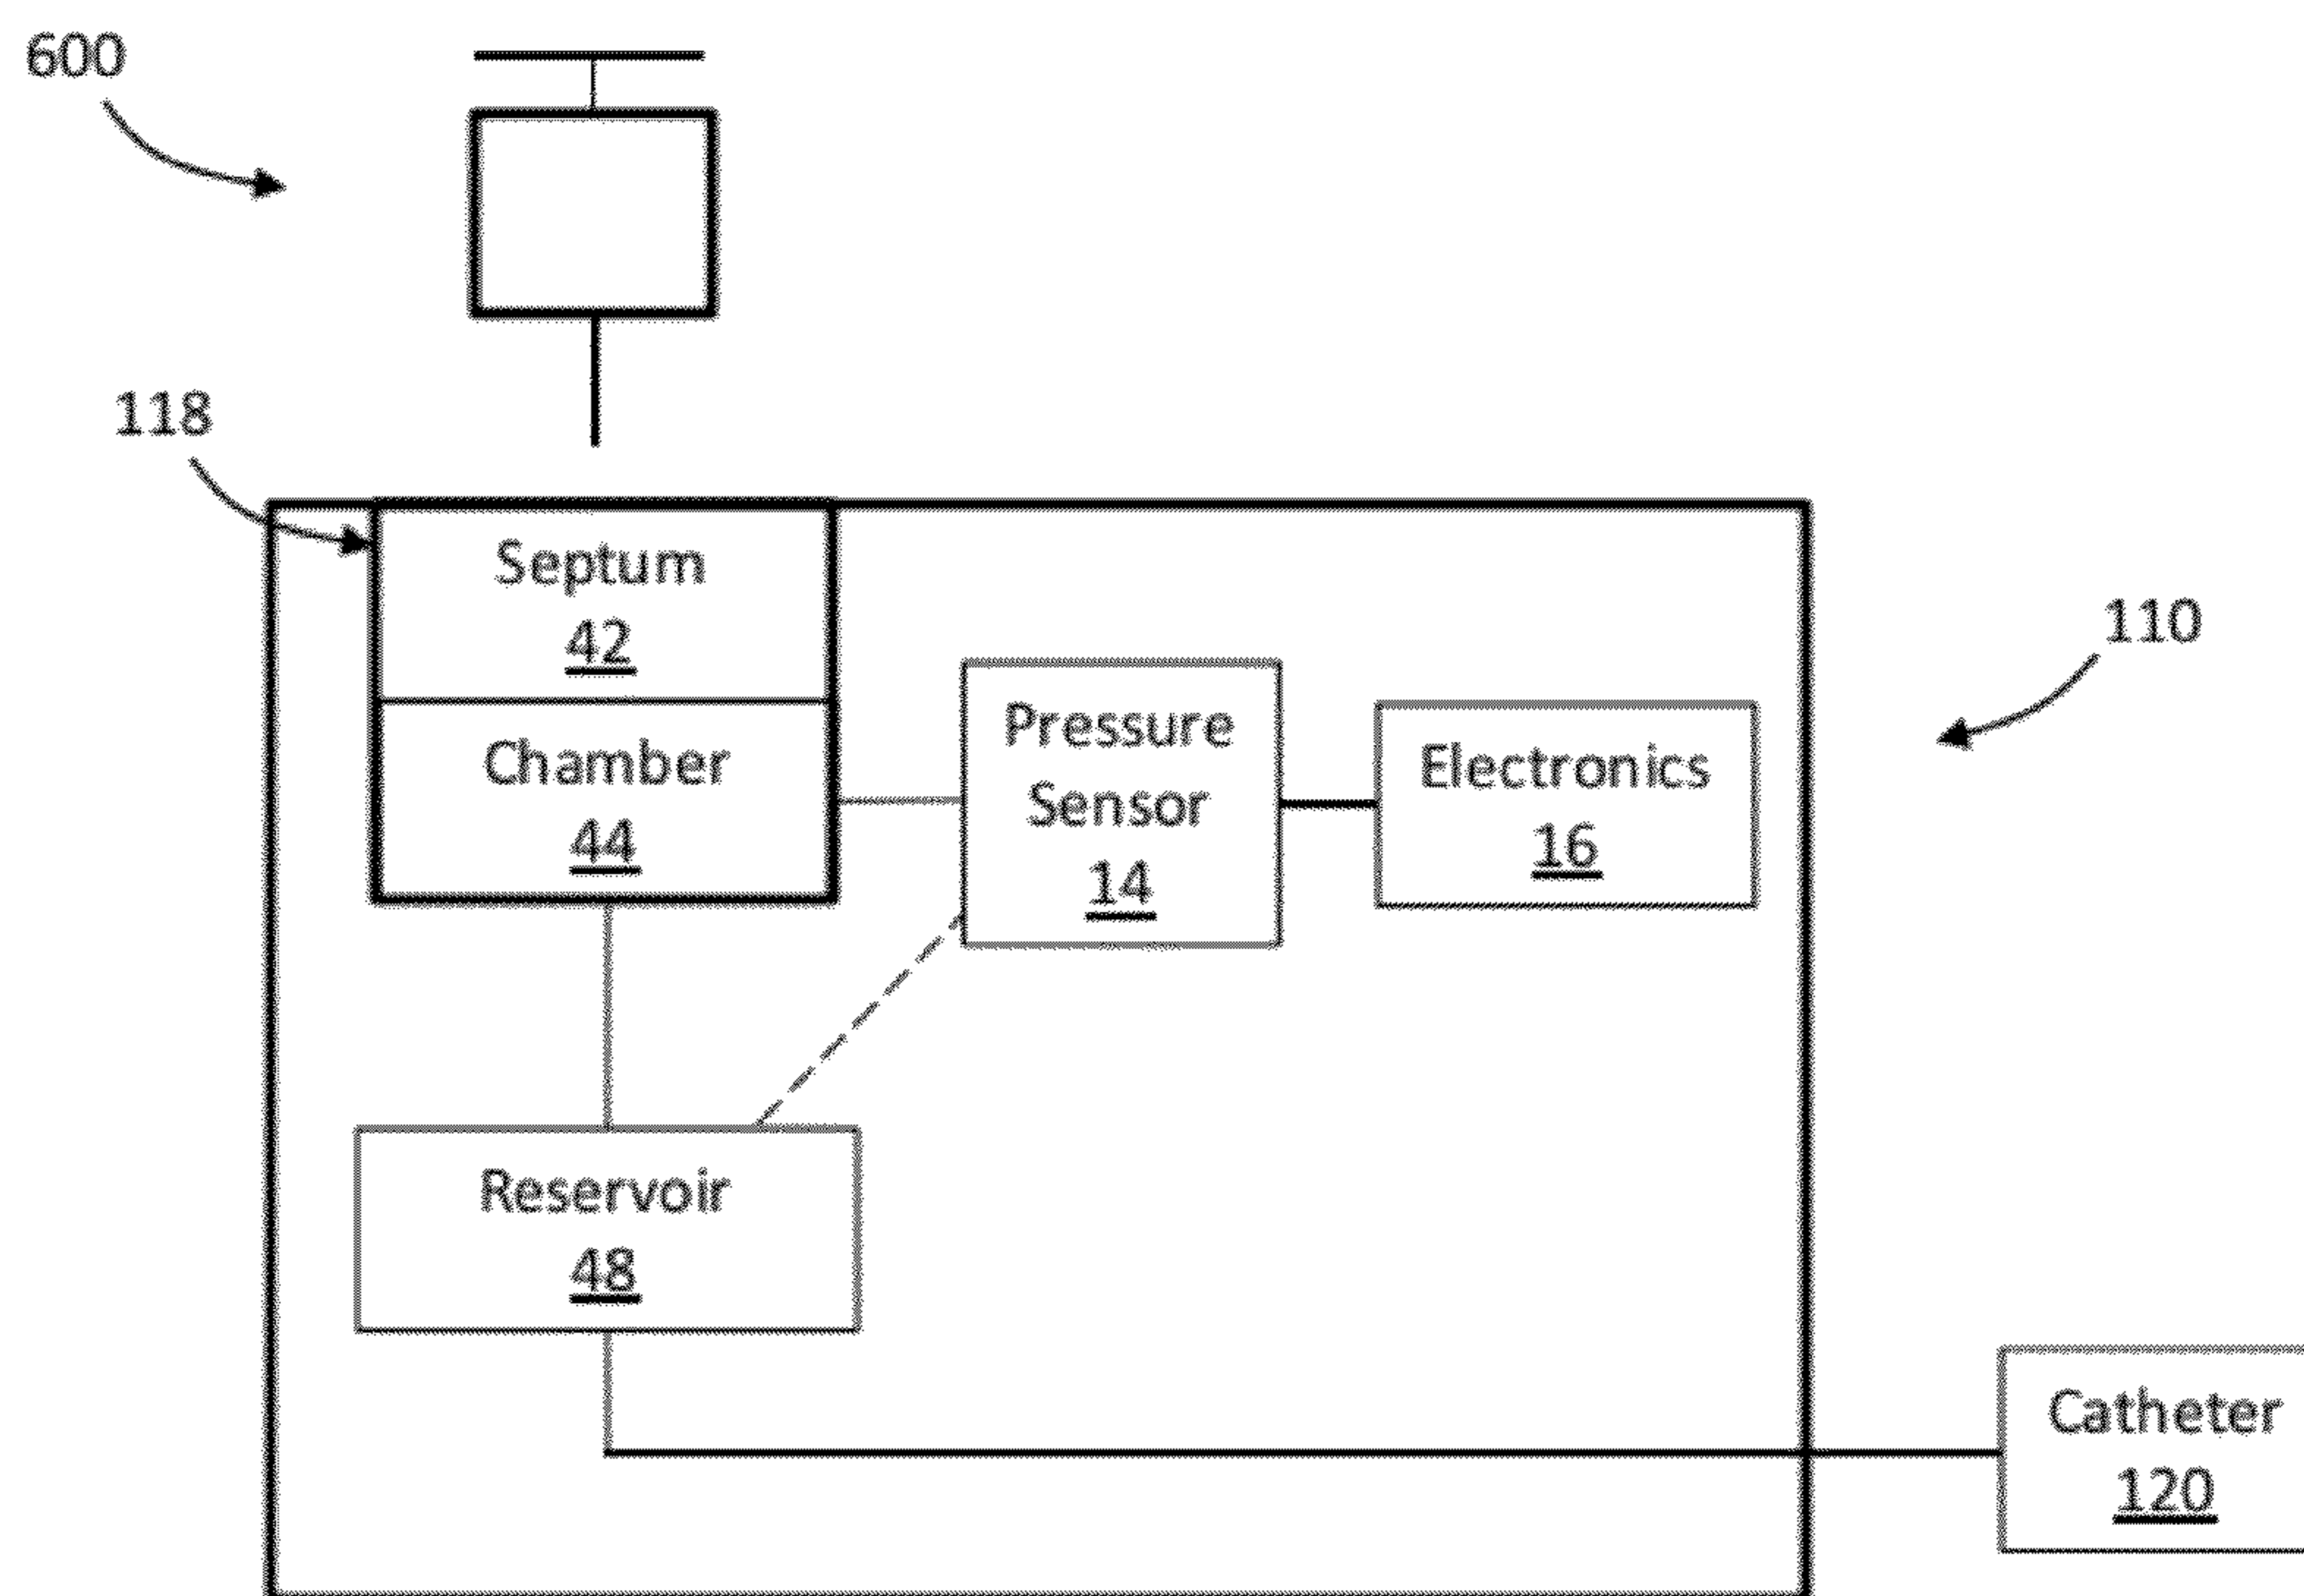 600
118
Septum
42
110
Pressure
Sensor
14
Electronics
16
Chamber
44
Reservoir
48
Catheter
120